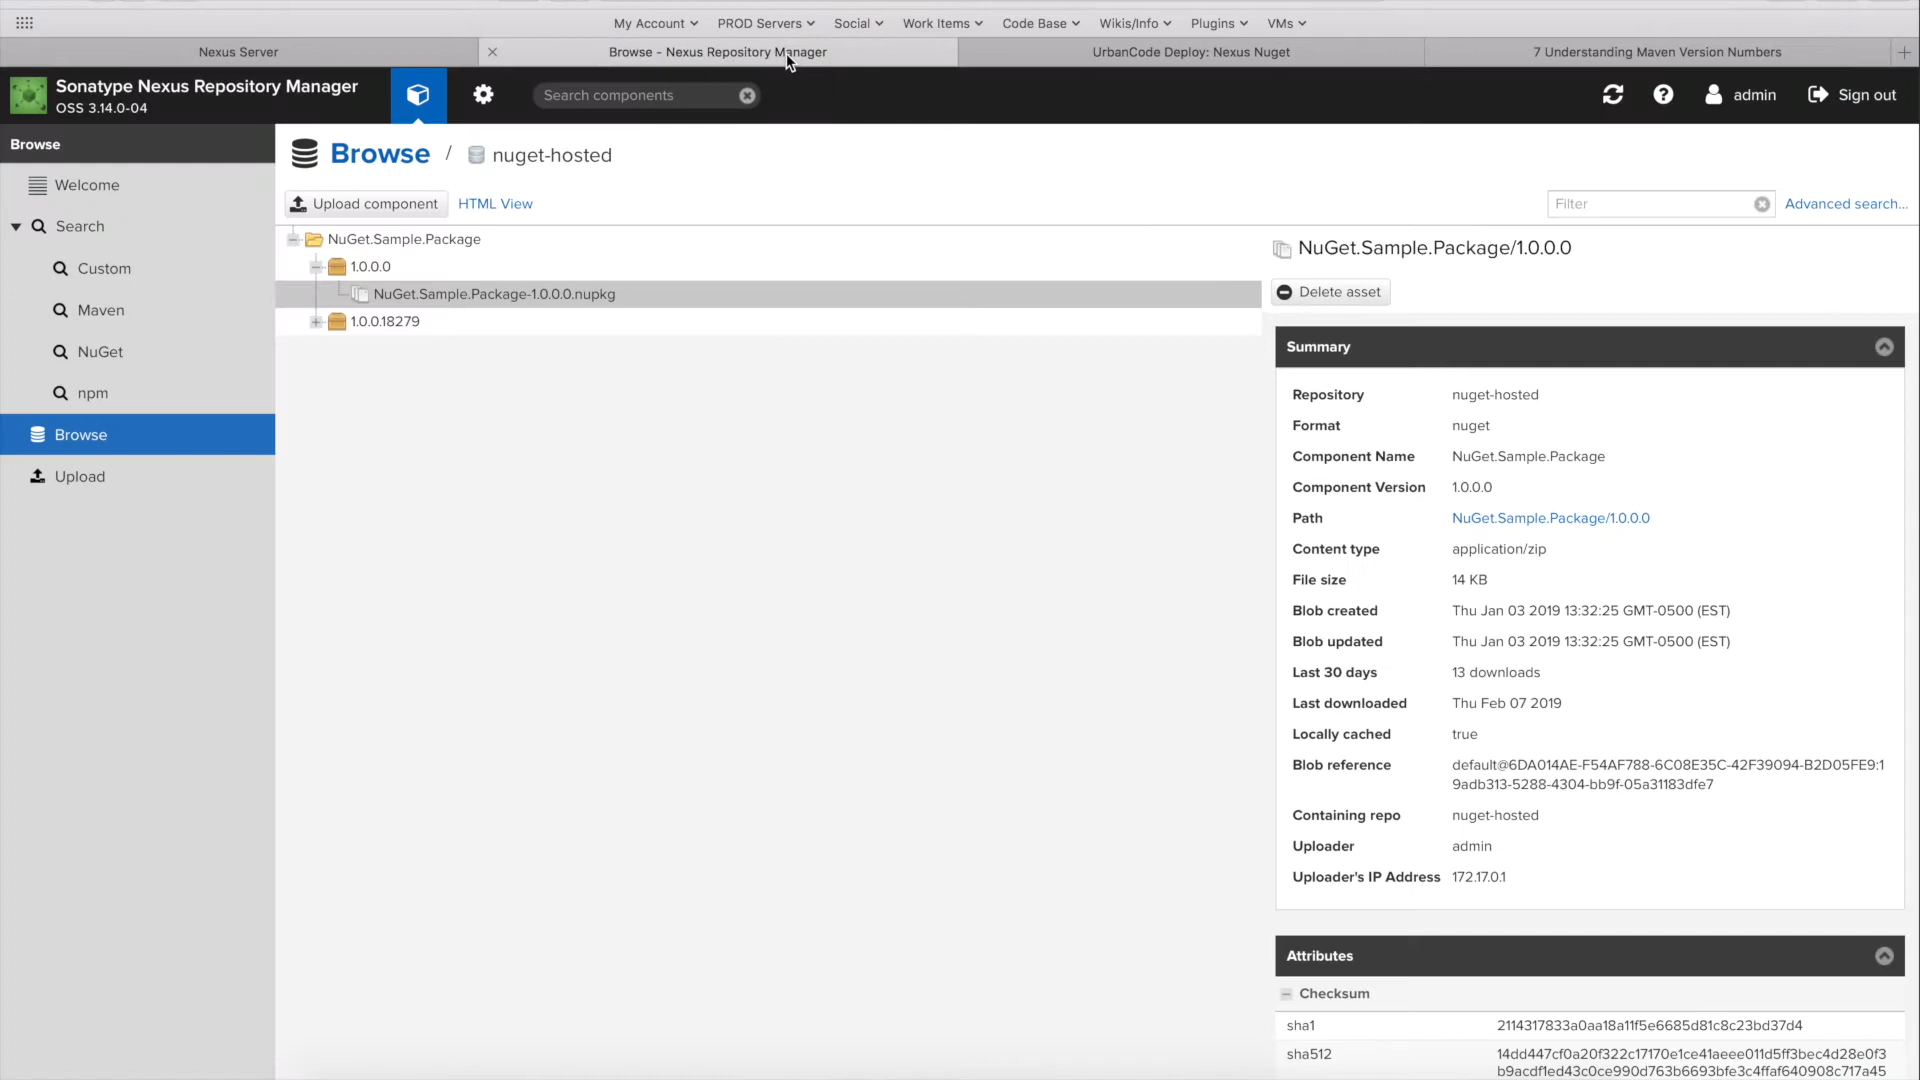 My Account PROD Servers Social Work Items Code Base Wikis/Info Plugins VMs
Nexus Server Browse - Nexus Repository Manager UrbanCode Deploy: Nexus Nuget 7 Understanding Maven Version Numbers
Sonatype Nexus Repository Manager
OSS 3.14.0-04
Search components
admin
Sign out
Browse
Welcome
Search
Custom
Maven
NuGet
npm
Browse
Upload
Browse / nuget-hosted
Upload component HTML View
Filter
Advanced search...
NuGet.Sample.Package
1.0.0.0
NuGet.Sample.Package-1.0.0.0.nupkg
1.0.0.18279
NuGet.Sample.Package/1.0.0.0
Delete asset
Summary
Repository nuget-hosted
Format nuget
Component Name NuGet.Sample.Package
Component Version 1.0.0.0
Path NuGet.Sample.Package/1.0.0.0
Content type application/zip
File size 14 KB
Blob created Thu Jan 03 2019 13:32:25 GMT-0500 (EST)
Blob updated Thu Jan 03 2019 13:32:25 GMT-0500 (EST)
Last 30 days 13 downloads
Last downloaded Thu Feb 07 2019
Locally cached true
Blob reference default@6DA014AE-F54AF788-6C08E35C-42F39094-B2D05FE9:1
9adb313-5288-4304-bb9f-05a31183dfe7
Containing repo nuget-hosted
Uploader admin
Uploader's IP Address 172.17.0.1
Attributes
Checksum
sha1 2114317833a0aa18a11f5e6685d81c8c23bd37d4
sha512 14dd447cf0a20f322c17170e1ce41aeee011d5ff3bec4d28e0f3
b9acdf1ed43c0ce990d763b6693bfe3c4ffaf640908c717a45